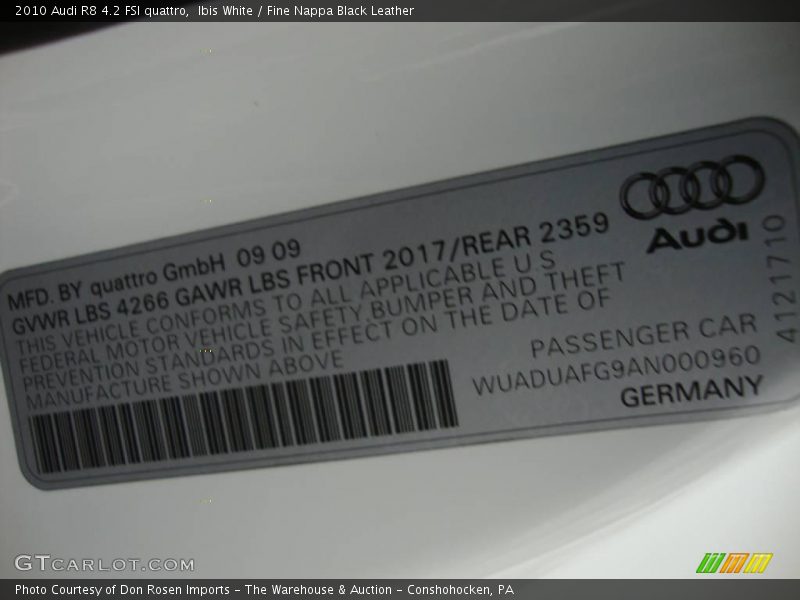 2010 Audi R8 4.2 FSI quattro,  Ibis White / Fine Nappa Black Leather
MFD. BY quattro GmbH 09 09
GVWR LBS 4266 GAWR LBS FRONT 2017/REAR 2359
THIS VEHICLE CONFORMS TO ALL APPLICABLE U S
FEDERAL MOTOR VEHICLE SAFETY,BUMPER AND THEFT
PREVENTION STANDARDS IN EFFECT ON THE DATE OF
MANUFACTURE SHOWN ABOVE
Audi
4121710
PASSENGER CAR
WUADUAFG9AN000960
GERMANY
GTCARLOT.COM
Photo Courtesy of Don Rosen Imports - The Warehouse & Auction - Conshohocken, PA